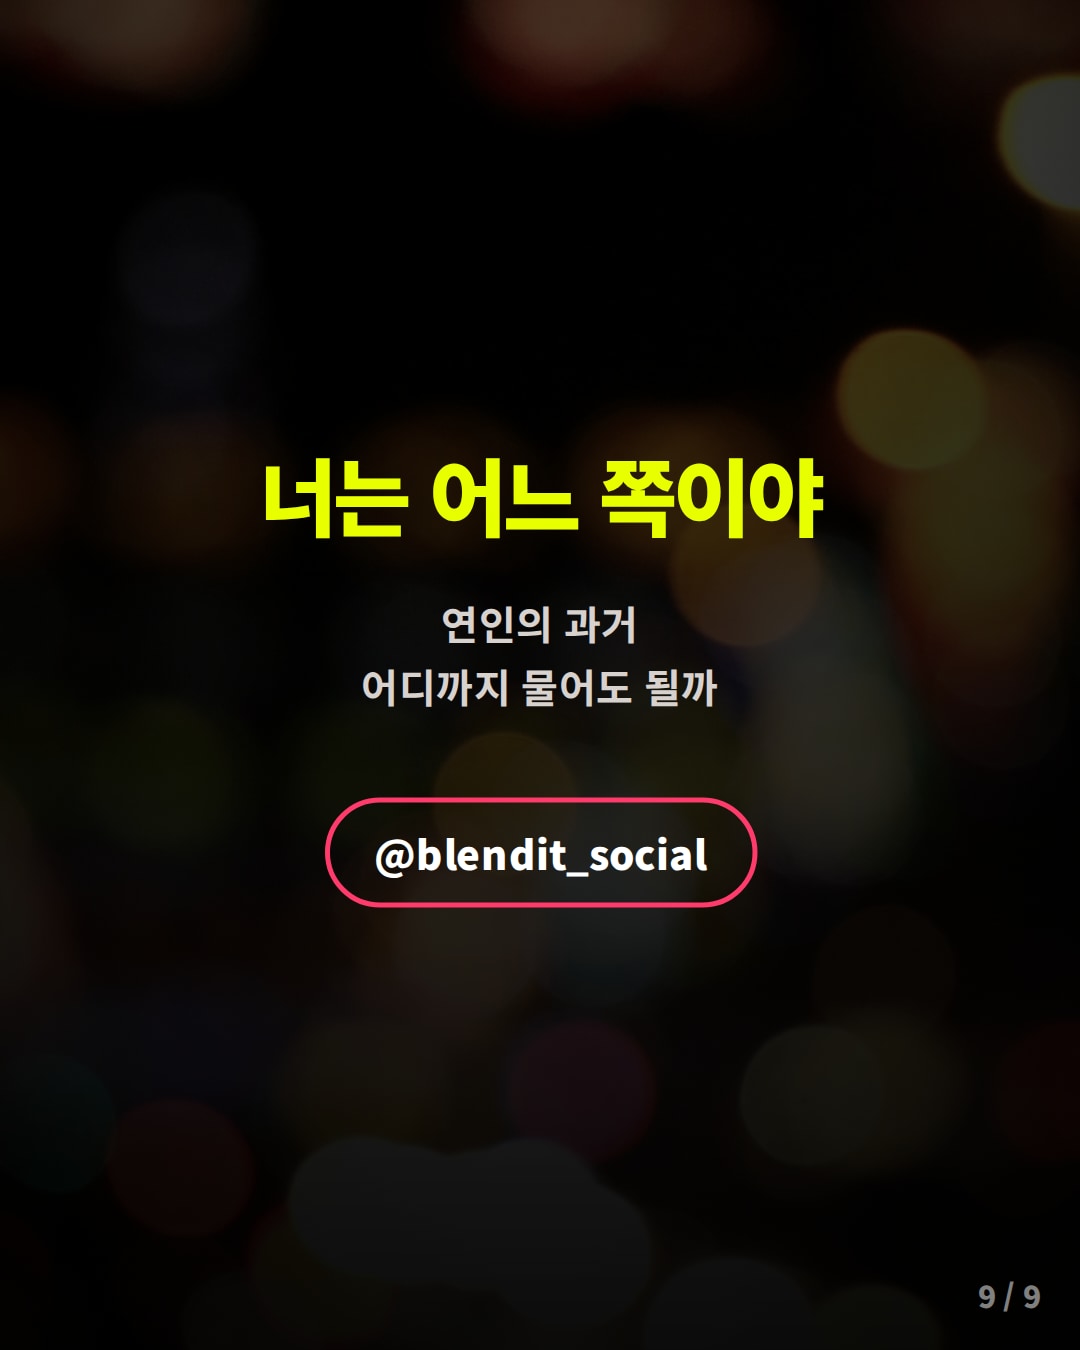 너는 어느 쪽이야
연인의 과거
어디까지 물어도 될까
@blendit_social
9 / 9